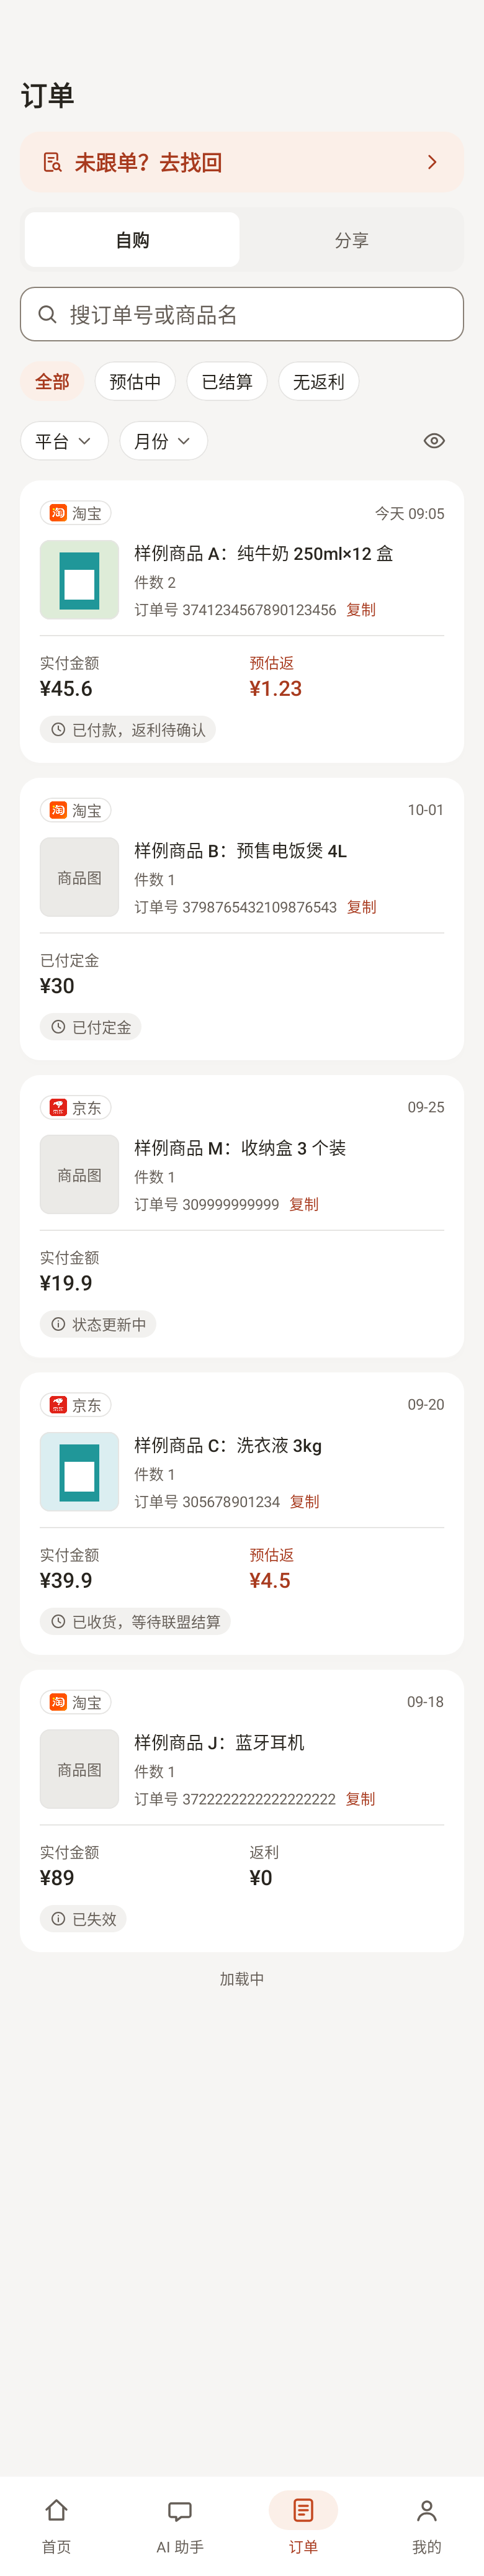 订单
未跟单？去找回
自购
分享
搜订单号或商品名
全部
预估中
已结算
无返利
平台
月份
淘 淘宝
今天 09:05
样例商品 A：纯牛奶 250ml×12 盒
件数 2
订单号 3741234567890123456 复制
实付金额
预估返
¥45.6
¥1.23
已付款，返利待确认
淘 淘宝
10-01
商品图
样例商品 B：预售电饭煲 4L
件数 1
订单号 3798765432109876543 复制
已付定金
¥30
已付定金
京东 京东
09-25
商品图
样例商品 M：收纳盒 3 个装
件数 1
订单号 309999999999 复制
实付金额
¥19.9
状态更新中
京东 京东
09-20
样例商品 C：洗衣液 3kg
件数 1
订单号 305678901234 复制
实付金额
预估返
¥39.9
¥4.5
已收货，等待联盟结算
淘 淘宝
09-18
商品图
样例商品 J：蓝牙耳机
件数 1
订单号 3722222222222222222 复制
实付金额
返利
¥89
¥0
已失效
加载中
首页
AI 助手
订单
我的